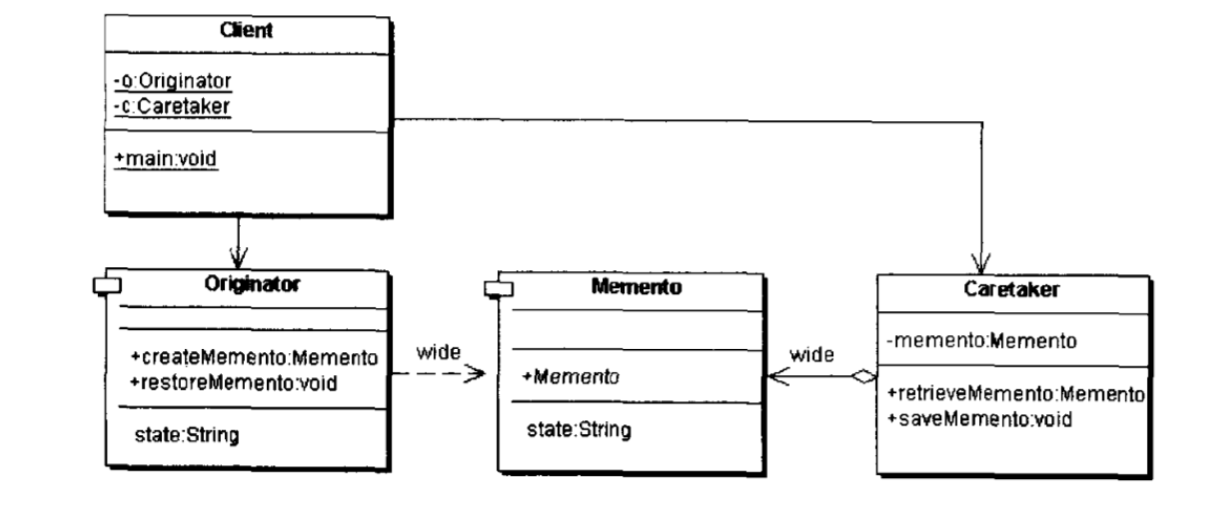 Client
-o:Originator
-c:Caretaker
+main:void
Originator
+createMemento:Memento
+restoreMemento:void
state:String
wide
Memento
+Memento
state:String
wide
Caretaker
-memento:Memento
+retrieveMemento:Memento
+saveMemento:void